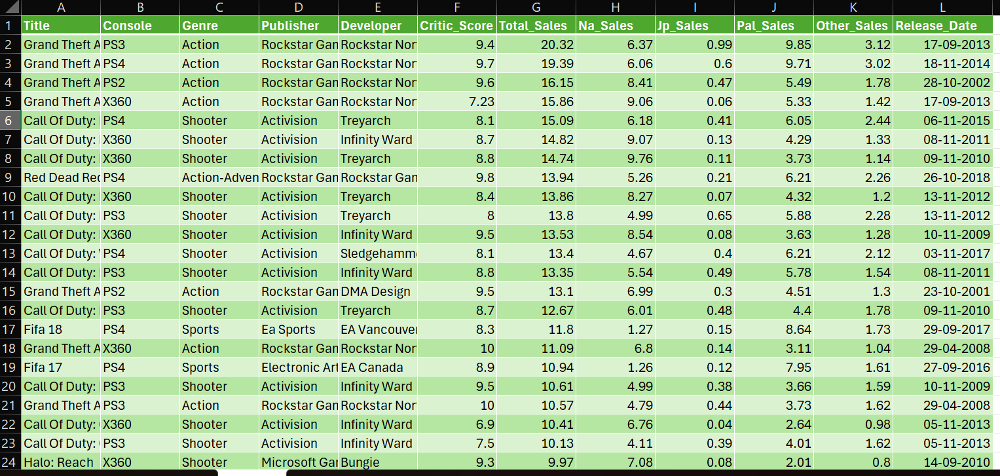 A B C D E F G H I J K L
1 Title Console Genre Publisher Developer Critic_Score Total_Sales Na_Sales Jp_Sales Pal_Sales Other_Sales Release_Date
2 Grand Theft A PS3 Action Rockstar Gan Rockstar Nor 9.4 20.32 6.37 0.99 9.85 3.12 17-09-2013
3 Grand Theft A PS4 Action Rockstar Gan Rockstar Nor 9.7 19.39 6.06 0.6 9.71 3.02 18-11-2014
4 Grand Theft A PS2 Action Rockstar Gan Rockstar Nor 9.6 16.15 8.41 0.47 5.49 1.78 28-10-2002
5 Grand Theft A X360 Action Rockstar Gan Rockstar Nor 7.23 15.86 9.06 0.06 5.33 1.42 17-09-2013
6 Call Of Duty: PS4 Shooter Activision Treyarch 8.1 15.09 6.18 0.41 6.05 2.44 06-11-2015
7 Call Of Duty: X360 Shooter Activision Infinity Ward 8.7 14.82 9.07 0.13 4.29 1.33 08-11-2011
8 Call Of Duty: X360 Shooter Activision Treyarch 8.8 14.74 9.76 0.11 3.73 1.14 09-11-2010
9 Red Dead Rec PS4 Action-Adven Rockstar Gan Rockstar Gan 9.8 13.94 5.26 0.21 6.21 2.26 26-10-2018
10 Call Of Duty: X360 Shooter Activision Treyarch 8.4 13.86 8.27 0.07 4.32 1.2 13-11-2012
11 Call Of Duty: PS3 Shooter Activision Treyarch 8 13.8 4.99 0.65 5.88 2.28 13-11-2012
12 Call Of Duty: X360 Shooter Activision Infinity Ward 9.5 13.53 8.54 0.08 3.63 1.28 10-11-2009
13 Call Of Duty: PS4 Shooter Activision Sledgehamme 8.1 13.4 4.67 0.4 6.21 2.12 03-11-2017
14 Call Of Duty: PS3 Shooter Activision Infinity Ward 8.8 13.35 5.54 0.49 5.78 1.54 08-11-2011
15 Grand Theft A PS2 Action Rockstar Gan DMA Design 9.5 13.1 6.99 0.3 4.51 1.3 23-10-2001
16 Call Of Duty: PS3 Shooter Activision Treyarch 8.7 12.67 6.01 0.48 4.4 1.78 09-11-2010
17 Fifa 18 PS4 Sports Ea Sports EA Vancouver 8.3 11.8 1.27 0.15 8.64 1.73 29-09-2017
18 Grand Theft A X360 Action Rockstar Gan Rockstar Nor 10 11.09 6.8 0.14 3.11 1.04 29-04-2008
19 Fifa 17 PS4 Sports Electronic Art EA Canada 8.9 10.94 1.26 0.12 7.95 1.61 27-09-2016
20 Call Of Duty: PS3 Shooter Activision Infinity Ward 9.5 10.61 4.99 0.38 3.66 1.59 10-11-2009
21 Grand Theft A PS3 Action Rockstar Gan Rockstar Nor 10 10.57 4.79 0.44 3.73 1.62 29-04-2008
22 Call Of Duty: X360 Shooter Activision Infinity Ward 6.9 10.41 6.76 0.04 2.64 0.98 05-11-2013
23 Call Of Duty: PS3 Shooter Activision Infinity Ward 7.5 10.13 4.11 0.39 4.01 1.62 05-11-2013
24 Halo: Reach X360 Shooter Microsoft Gar Bungie 9.3 9.97 7.08 0.08 2.01 0.8 14-09-2010